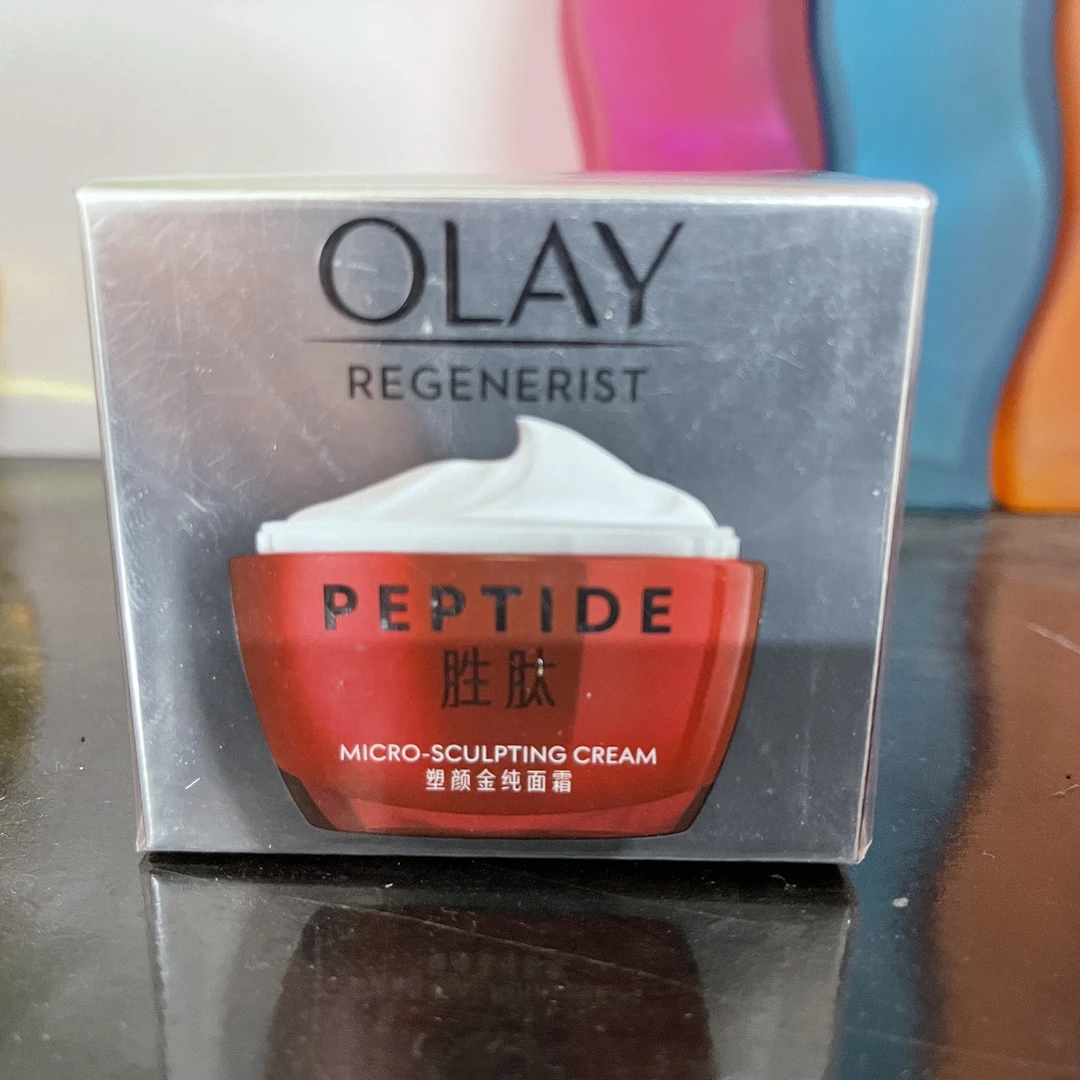 OLAY
REGENERIST
PEPTIDE
胜肽
MICRO-SCULPTING CREAM
塑颜金纯面霜